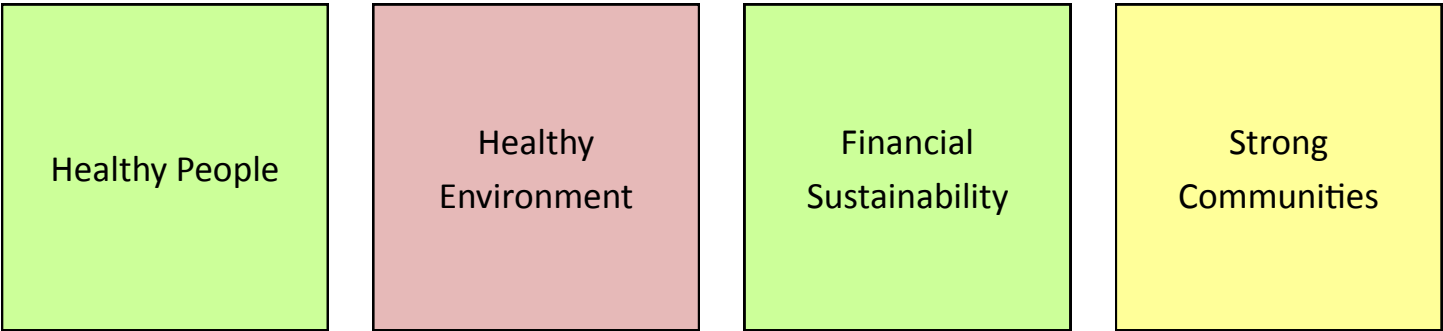 Healthy People
Healthy
Environment
Financial
Sustainability
Strong
Communities